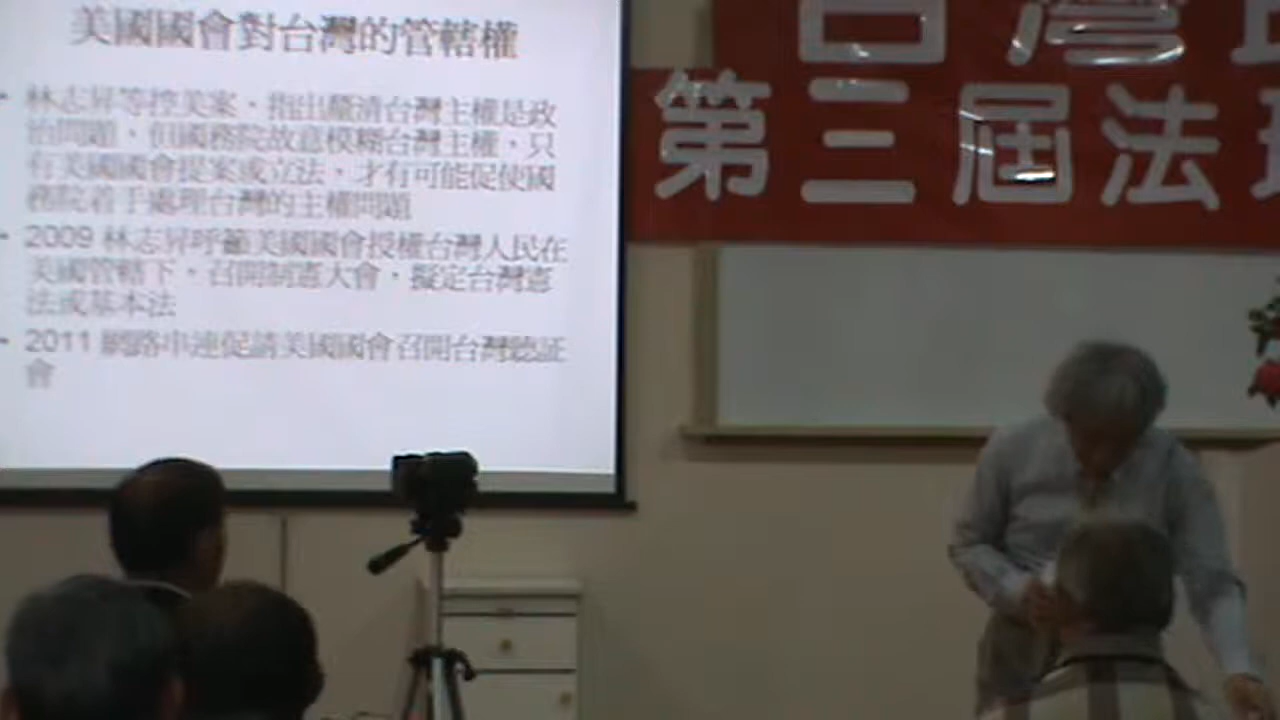 美國國會對台灣的管轄權
林志昇等控美案，指出釐清台灣主權是政
治問題，但國務院故意模糊台灣主權，只
有美國國會提案或立法，才有可能促使國
務院着手處理台灣的主權問題
2009 林志昇呼籲美國國會授權台灣人民在
美國管轄下，召開制憲大會，擬定台灣憲
法或基本法
2011 網路串連促請美國國會召開台灣聽証
會
台灣
第三屆法